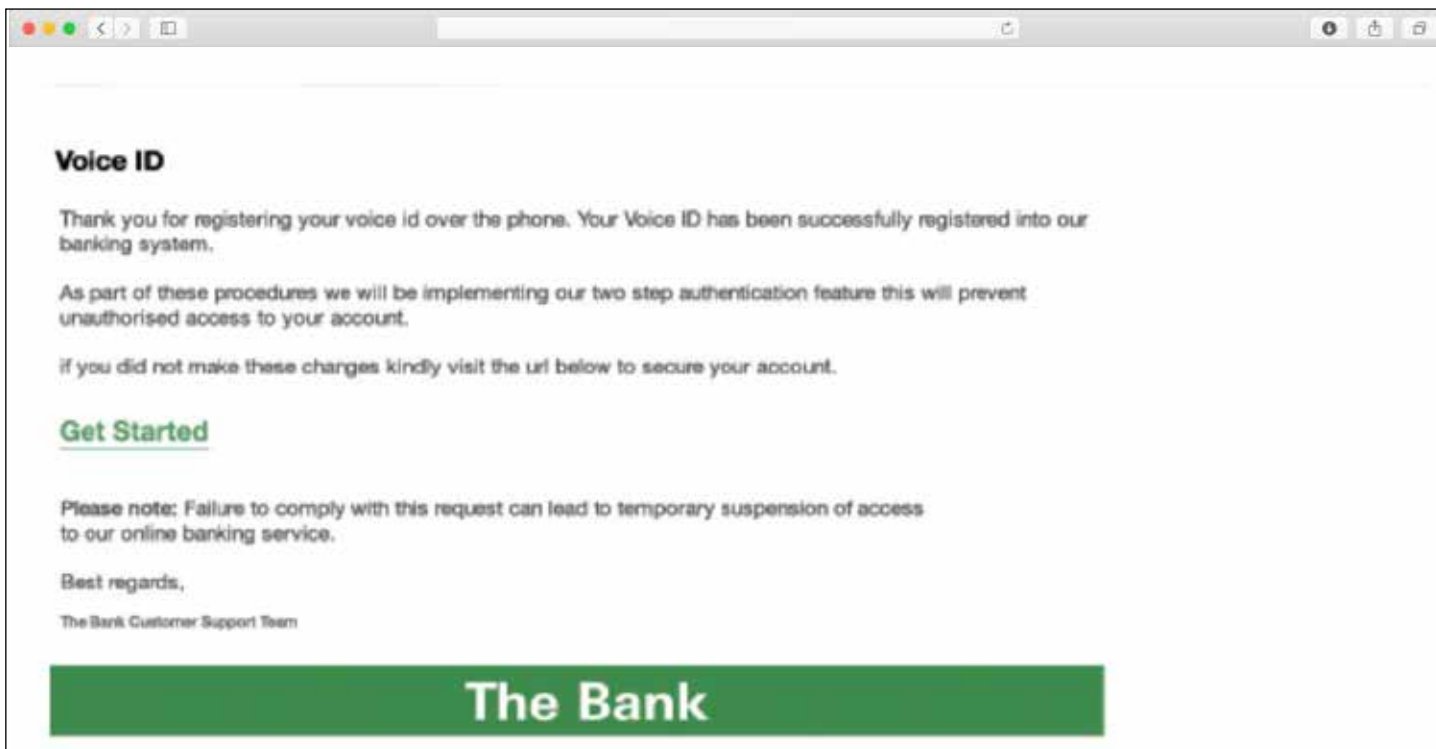 Voice ID
Thank you for registering your voice id over the phone. Your Voice ID has been successfully registered into our
banking system.
As part of these procedures we will be implementing our two step authentication feature this will prevent
unauthorised access to your account.
if you did not make these changes kindly visit the url below to secure your account.
Get Started
Please note: Failure to comply with this request can lead to temporary suspension of access
to our online banking service.
Best regards,
The Bank Customer Support Team
The Bank